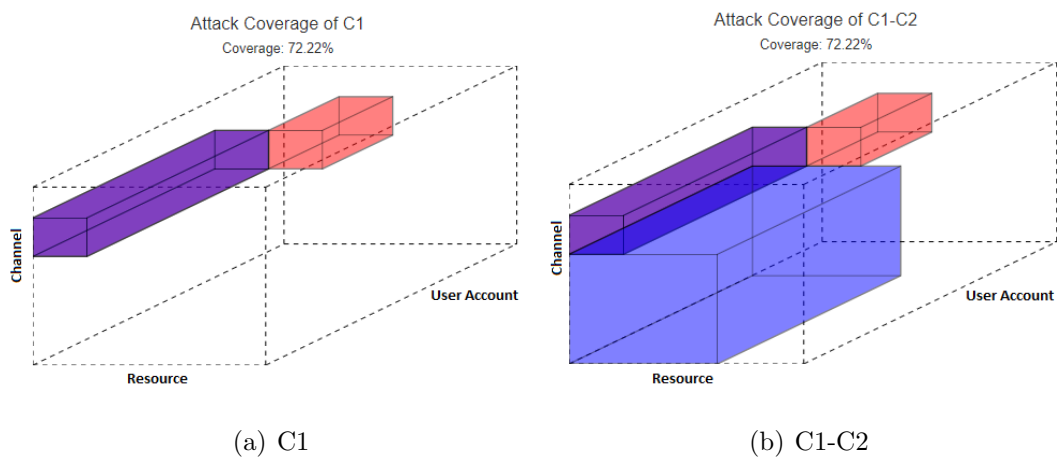 Attack Coverage of C1
Coverage: 72.22%
Channel
User Account
Resource
(a) C1
Attack Coverage of C1-C2
Coverage: 72.22%
Channel
User Account
Resource
(b) C1-C2